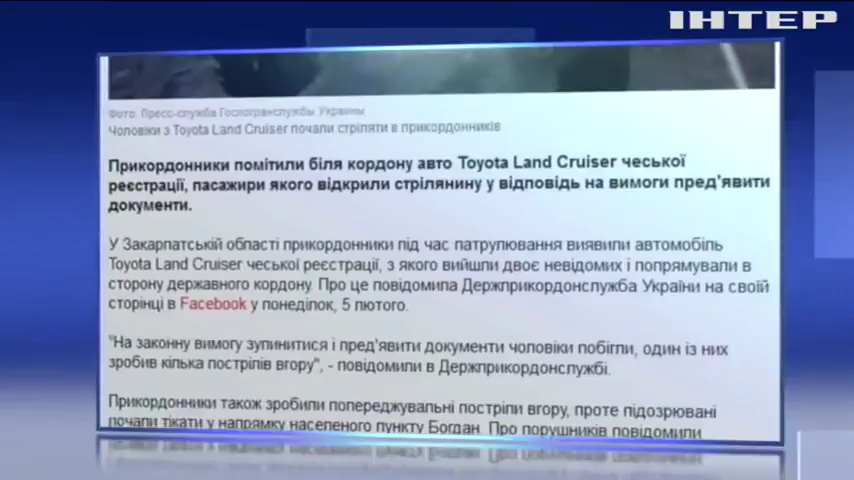 ІНТЕР
Фото: Пресс-служба Госпогранслужбы Украины
Чоловіки з Toyota Land Cruiser почали стріляти в прикордонників
Прикордонники помітили біля кордону авто Toyota Land Cruiser чеської
реєстрації, пасажири якого відкрили стрілянину у відповідь на вимоги пред'явити
документи.
У Закарпатській області прикордонники під час патрулювання виявили автомобіль
Toyota Land Cruiser чеської реєстрації, з якого вийшли двоє невідомих і попрямували в
сторону державного кордону. Про це повідомила Держприкордонслужба України на своїй
сторінці в Facebook у понеділок, 5 лютого.
"На законну вимогу зупинитися і пред'явити документи чоловіки побігли, один із них
зробив кілька пострілів вгору", - повідомили в Держприкордонслужбі.
Прикордонники також зробили попереджувальні постріли вгору, проте підозрювані
почали тікати у напрямку населеного пункту Богдан. Про порушників повідомили